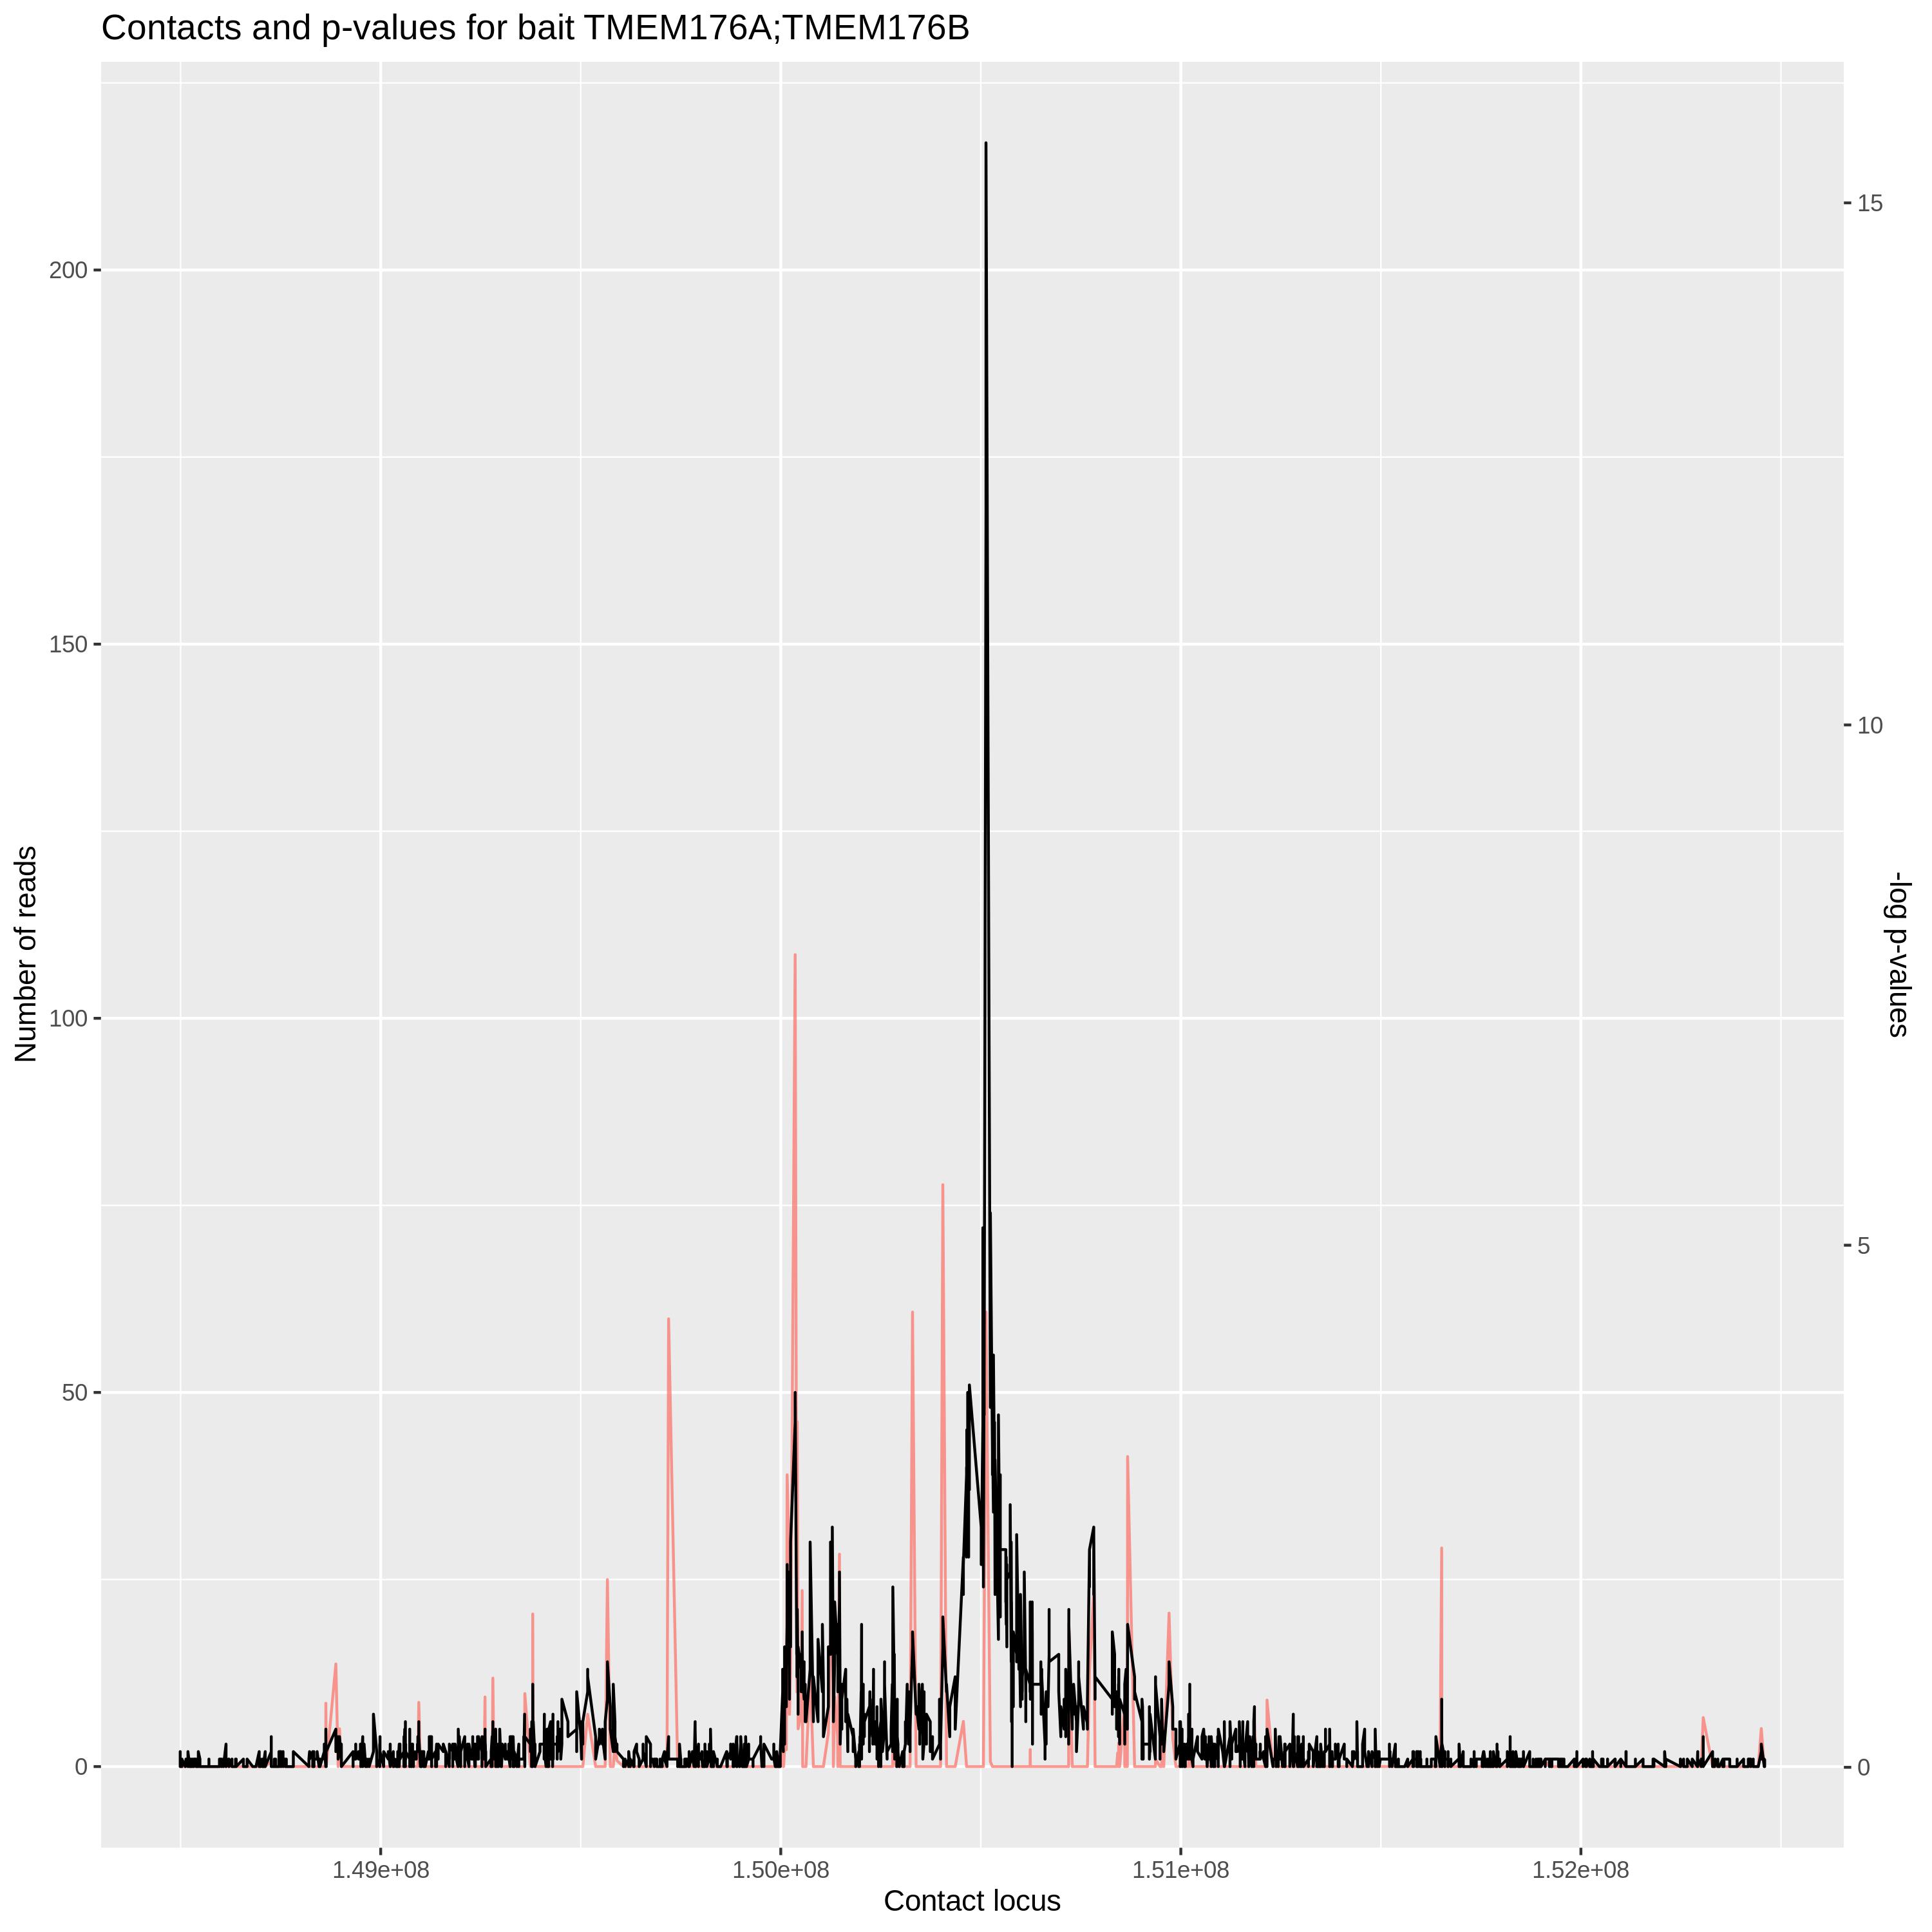 Contacts and p-values for bait TMEM176A;TMEM176B
200
150
100
50
0
Number of reads
15
10
5
0
-log p-values
1.49e+08
1.50e+08
1.51e+08
1.52e+08
Contact locus